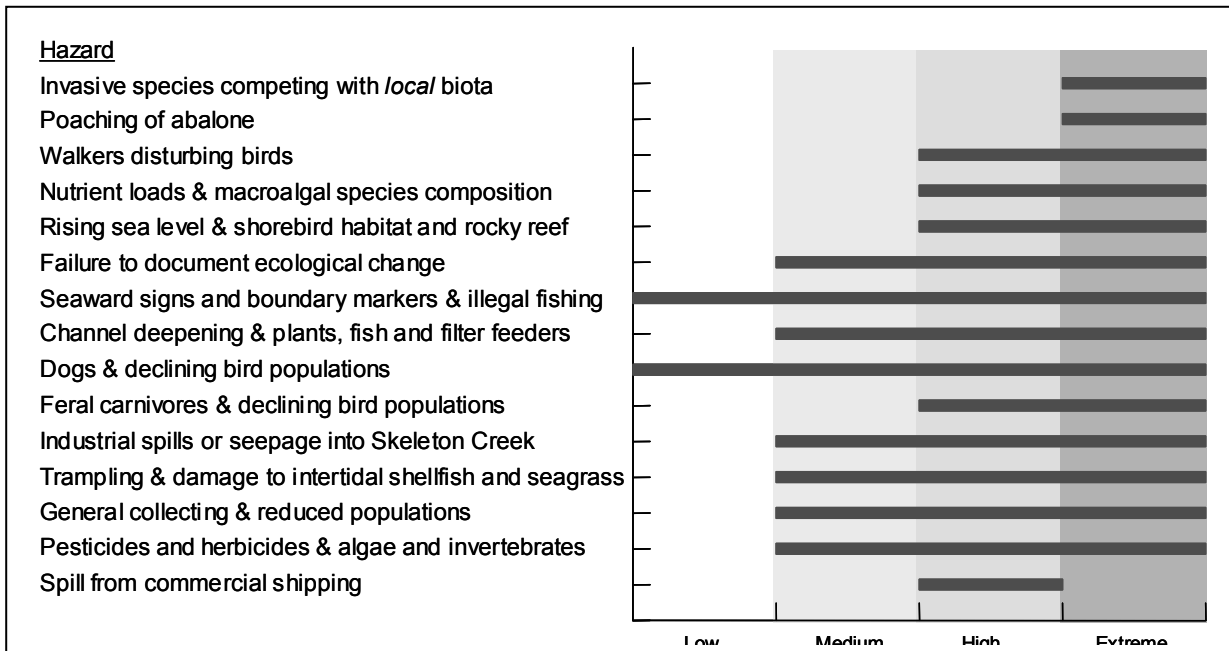 Hazard
Invasive species competing with local biota
Poaching of abalone
Walkers disturbing birds
Nutrient loads & macroalgal species composition
Rising sea level & shorebird habitat and rocky reef
Failure to document ecological change
Seaward signs and boundary markers & illegal fishing
Channel deepening & plants, fish and filter feeders
Dogs & declining bird populations
Feral carnivores & declining bird populations
Industrial spills or seepage into Skeleton Creek
Trampling & damage to intertidal shellfish and seagrass
General collecting & reduced populations
Pesticides and herbicides & algae and invertebrates
Spill from commercial shipping
Low Medium High Extreme